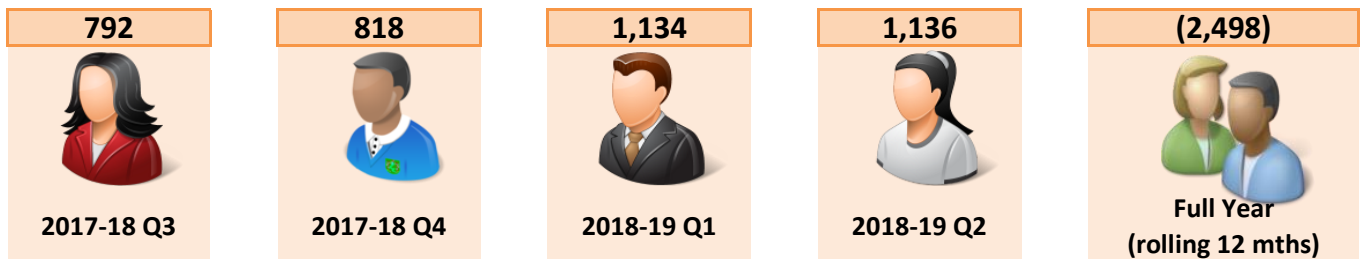 792
818
1,134
1,136
(2,498)
2017-18 Q3
2017-18 Q4
2018-19 Q1
2018-19 Q2
Full Year
(rolling 12 mths)